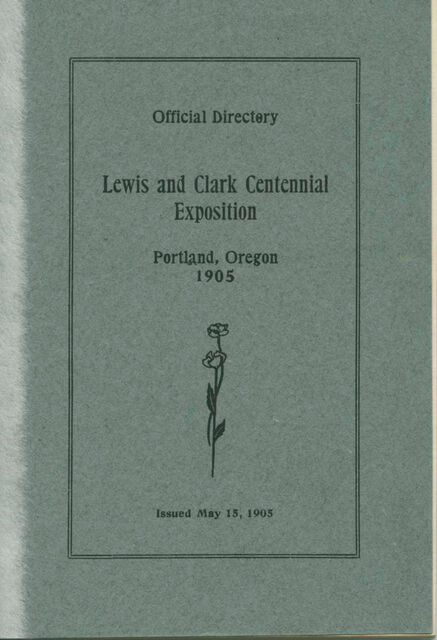 Official Directory
Lewis and Clark Centennial
Exposition
Portland, Oregon
1905
Issued May 15, 1905